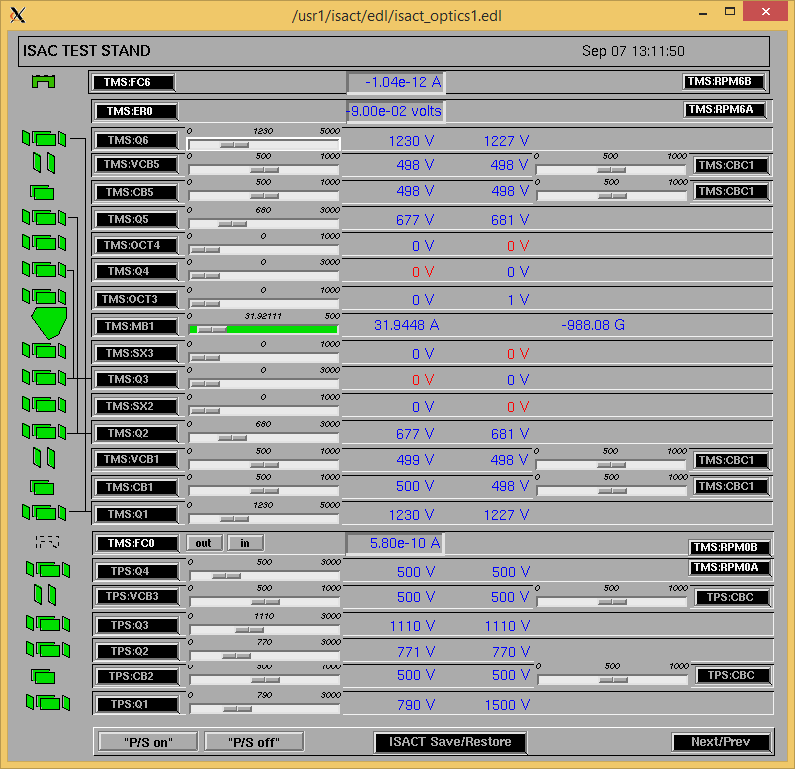 /usr1/isact/edl/isact_optics1.edl
ISAC TEST STAND Sep 07 13:11:50
TMS:FC6 -1.04e-12 A TMS:RPM6B
TMS:ER0 -9.00e-02 volts TMS:RPM6A
TMS:Q6 0 1230 5000 1230 V 1227 V
TMS:VCB5 0 500 1000 498 V 498 V 0 500 1000 TMS:CBC1
TMS:CB5 0 500 1000 498 V 498 V 0 500 1000 TMS:CBC1
TMS:Q5 0 680 3000 677 V 681 V
TMS:OCT4 0 0 1000 0 V 0 V
TMS:Q4 0 0 3000 0 V 0 V
TMS:OCT3 0 0 1000 0 V 1 V
TMS:MB1 0 31.92111 500 31.9448 A -988.08 G
TMS:SX3 0 0 1000 0 V 0 V
TMS:Q3 0 0 3000 0 V 0 V
TMS:SX2 0 0 1000 0 V 0 V
TMS:Q2 0 680 3000 677 V 681 V
TMS:VCB1 0 500 1000 499 V 498 V 0 500 1000 TMS:CBC1
TMS:CB1 0 500 1000 500 V 498 V 0 500 1000 TMS:CBC1
TMS:Q1 0 1230 5000 1230 V 1227 V
TMS:FC0 out in 5.80e-10 A TMS:RPM0B
TPS:Q4 0 500 3000 500 V 500 V TMS:RPM0A
TPS:VCB3 0 500 1000 500 V 500 V 0 500 1000 TPS:CBC
TPS:Q3 0 1110 3000 1110 V 1110 V
TPS:Q2 0 770 3000 771 V 770 V
TPS:CB2 0 500 1000 500 V 500 V 0 500 1000 TPS:CBC
TPS:Q1 0 790 3000 790 V 1500 V
"P/S on" "P/S off" ISACT Save/Restore Next/Prev